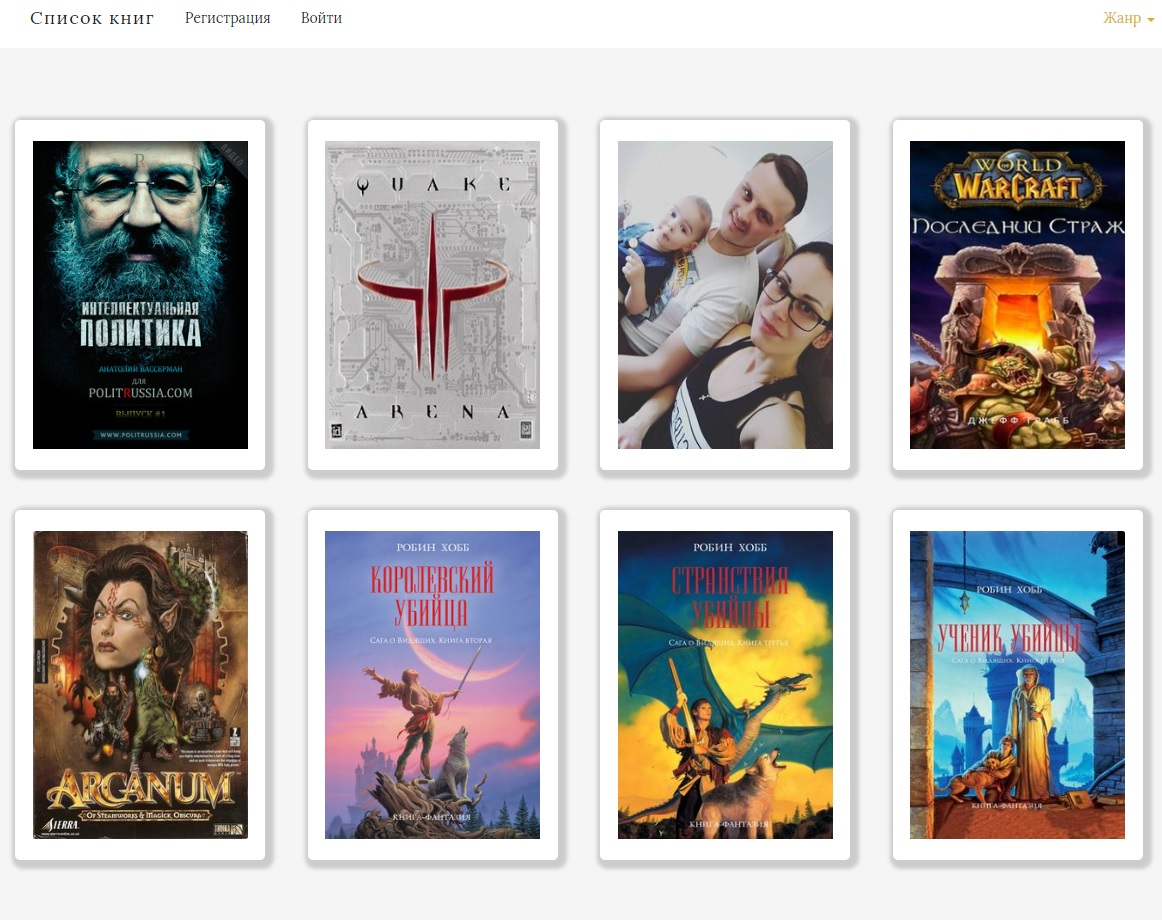 Список книг
Регистрация
Войти
Жанр
ВИДЕО
ИНТЕЛЛЕКТУАЛЬНАЯ
ПОЛИТИКА
АНАТОЛИЙ ВАССЕРМАН
ДЛЯ
POLITRUSSIA.COM
ВЫПУСК #1
WWW.POLITRUSSIA.COM
QUAKE
ARENA
WORLD
WARCRAFT
Последний Страж
ДЖЕФФ ГРАББ
ARCANUM
OF STEAMWORKS & MAGICK OBSCURA
SIERRA
РОБИН ХОББ
КОРОЛЕВСКИЙ
УБИЙЦА
САГА О ВИДЯЩИХ. КНИГА ВТОРАЯ
КНИГА-ФАНТАЗИЯ
РОБИН ХОББ
СТРАНСТВИЯ
УБИЙЦЫ
САГА О ВИДЯЩИХ. КНИГА ТРЕТЬЯ
КНИГА-ФАНТАЗИЯ
РОБИН ХОББ
УЧЕНИК УБИЙЦЫ
САГА О ВИДЯЩИХ. КНИГА ПЕРВАЯ
КНИГА-ФАНТАЗИЯ